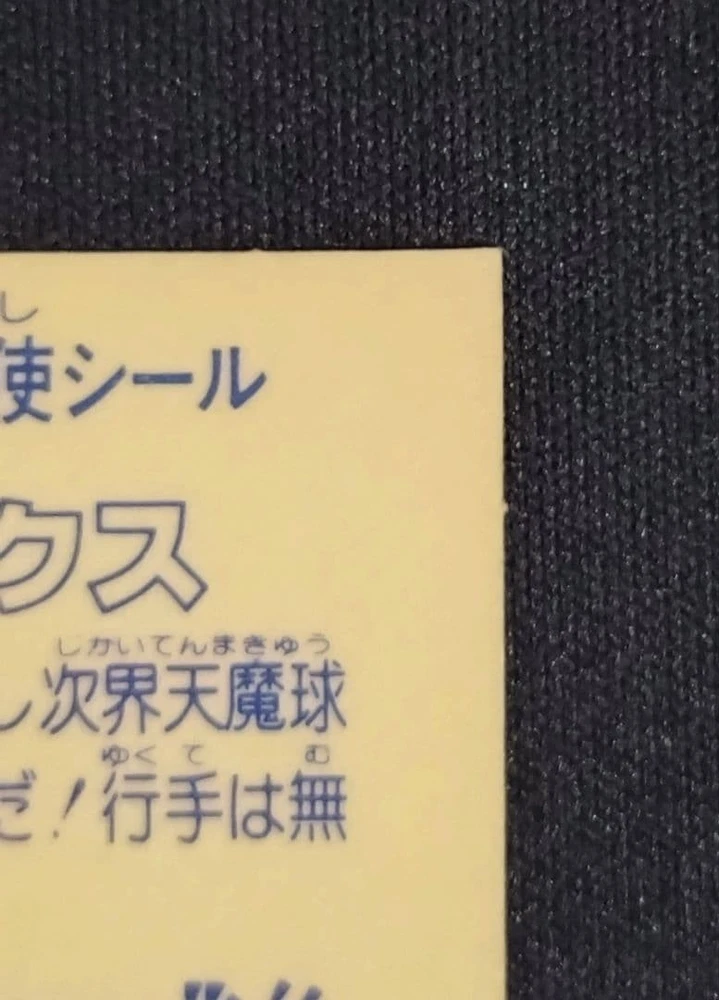 し
使シール
クス
しかいてんまきゅう
し次界天魔球
ゆくて む
だ！行手は無